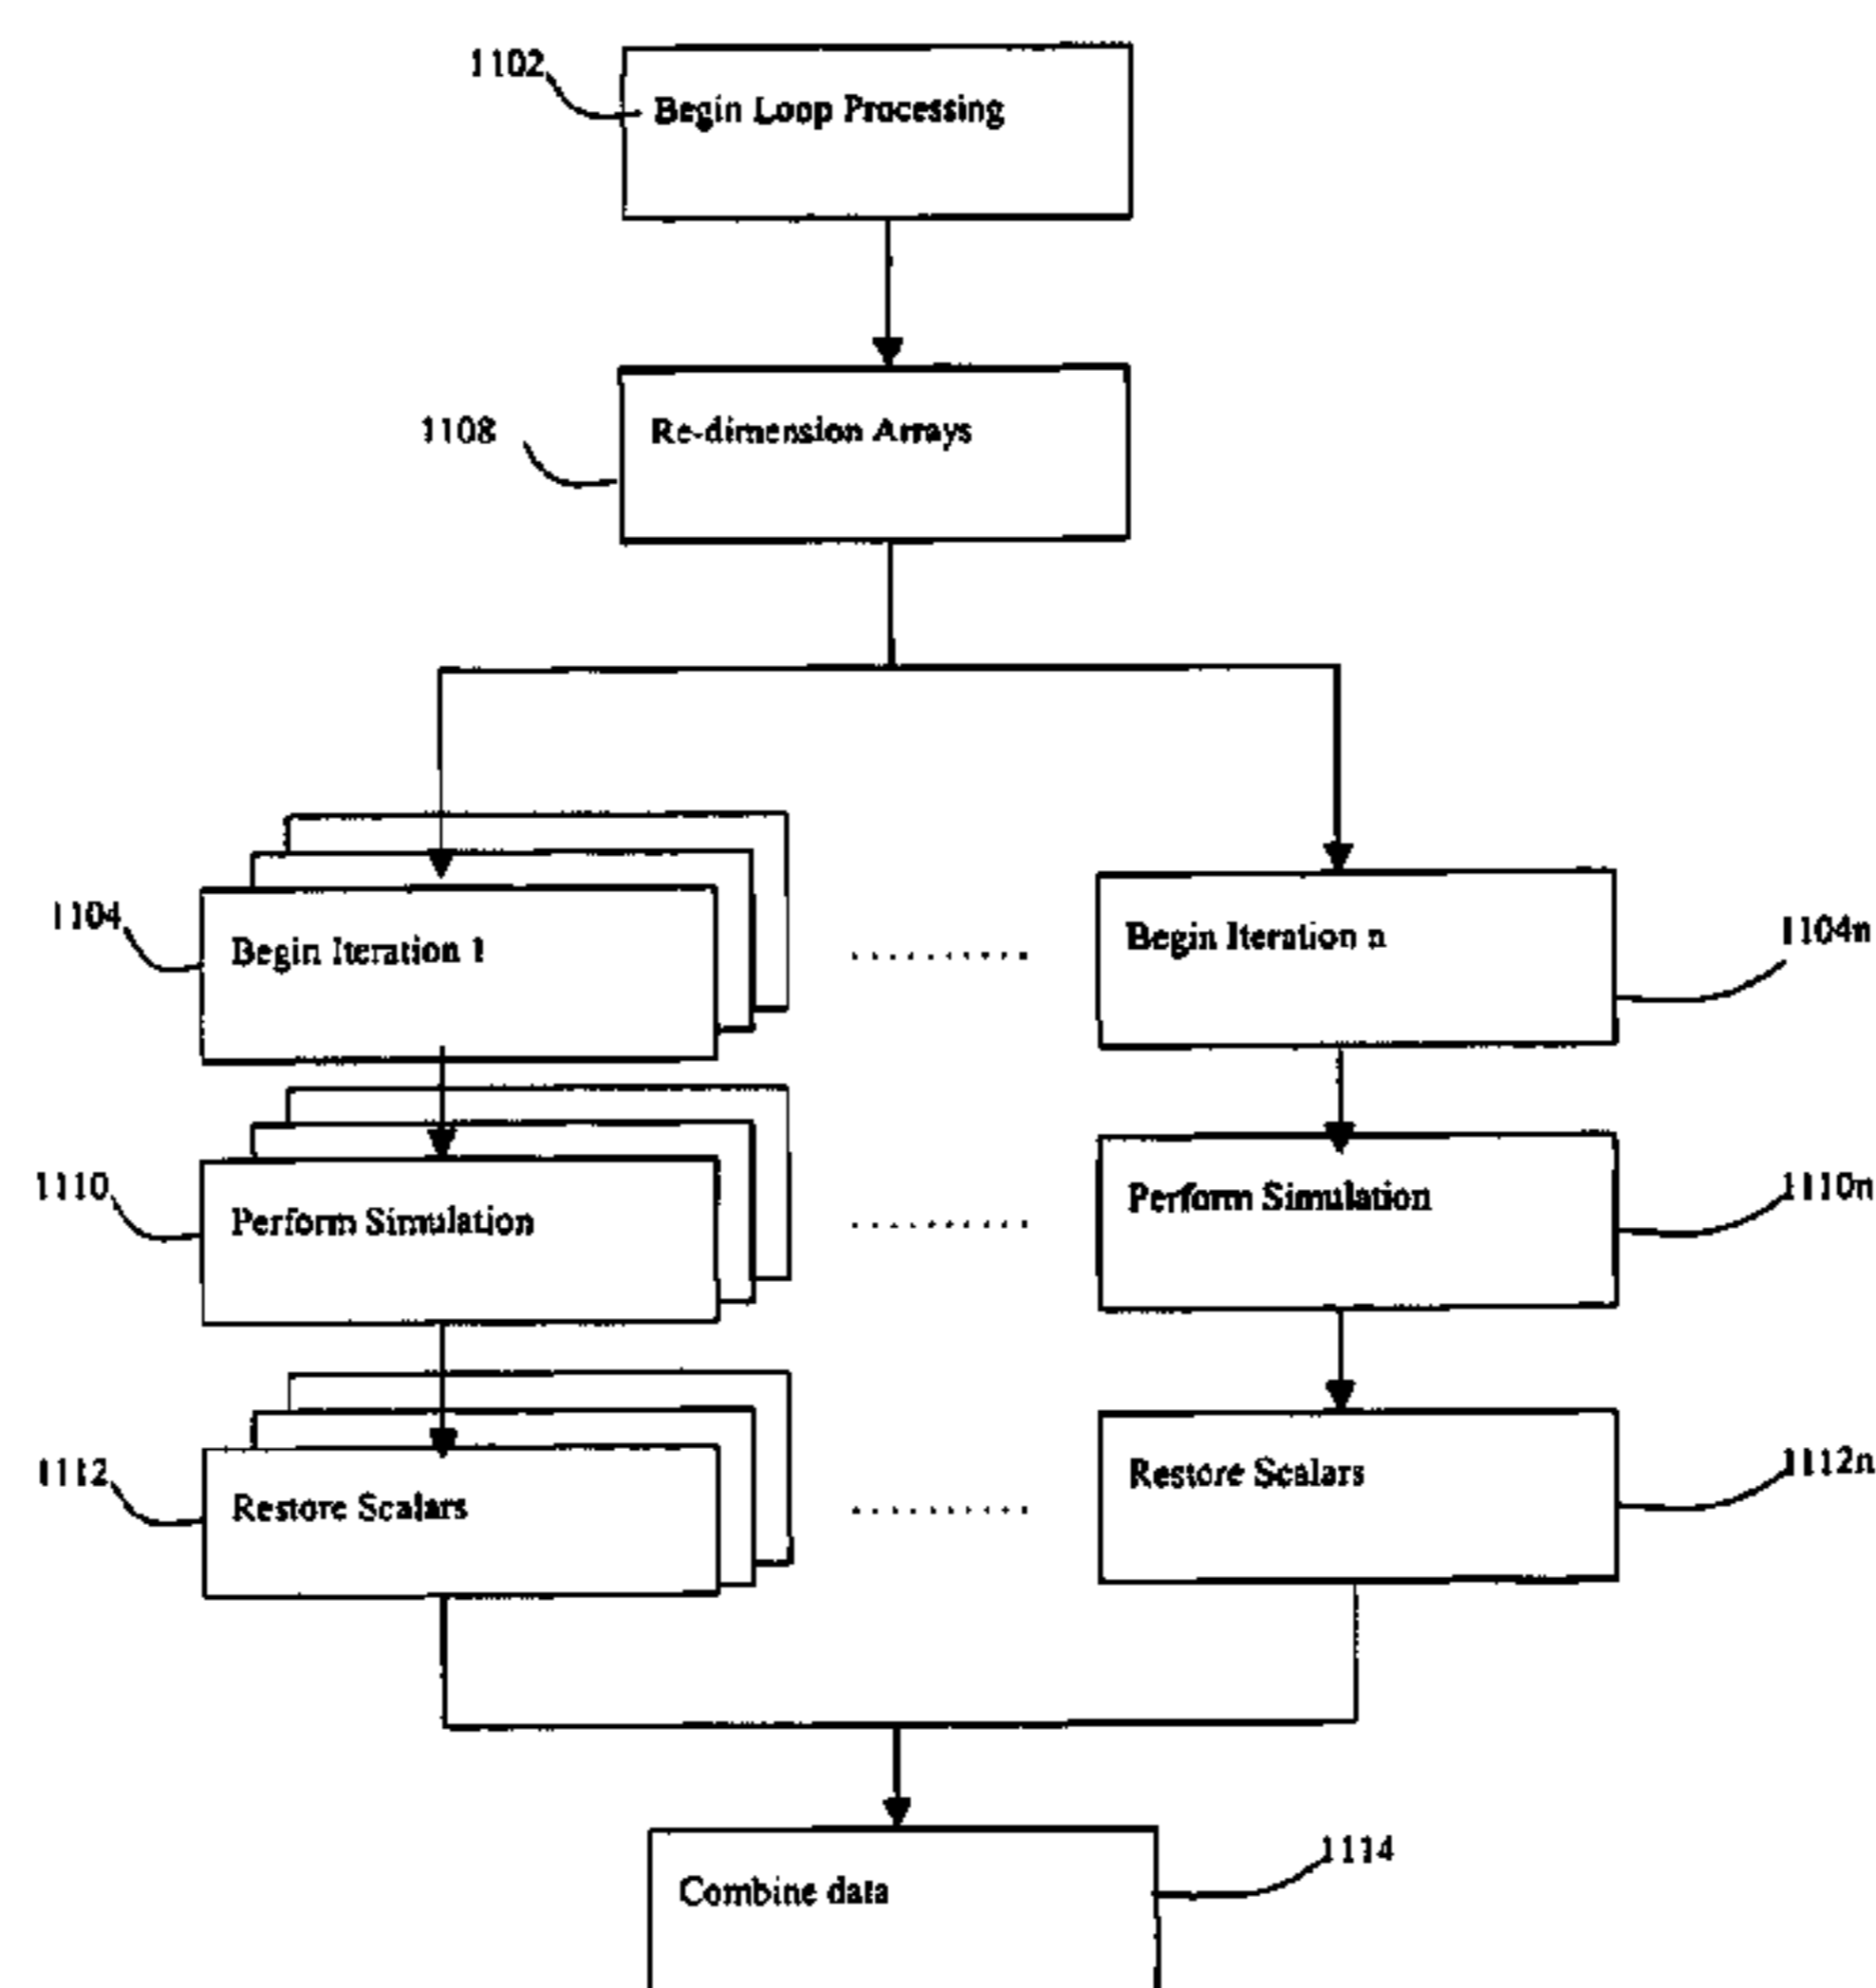 1102
Begin Loop Processing
1108
Re-dimension Arrays
1104
Begin Iteration 1
..........
Begin Iteration n
1104n
1110
Perform Simulation
..........
Perform Simulation
1110n
1112
Restore Scalars
..........
Restore Scalars
1112n
Combine data
1114